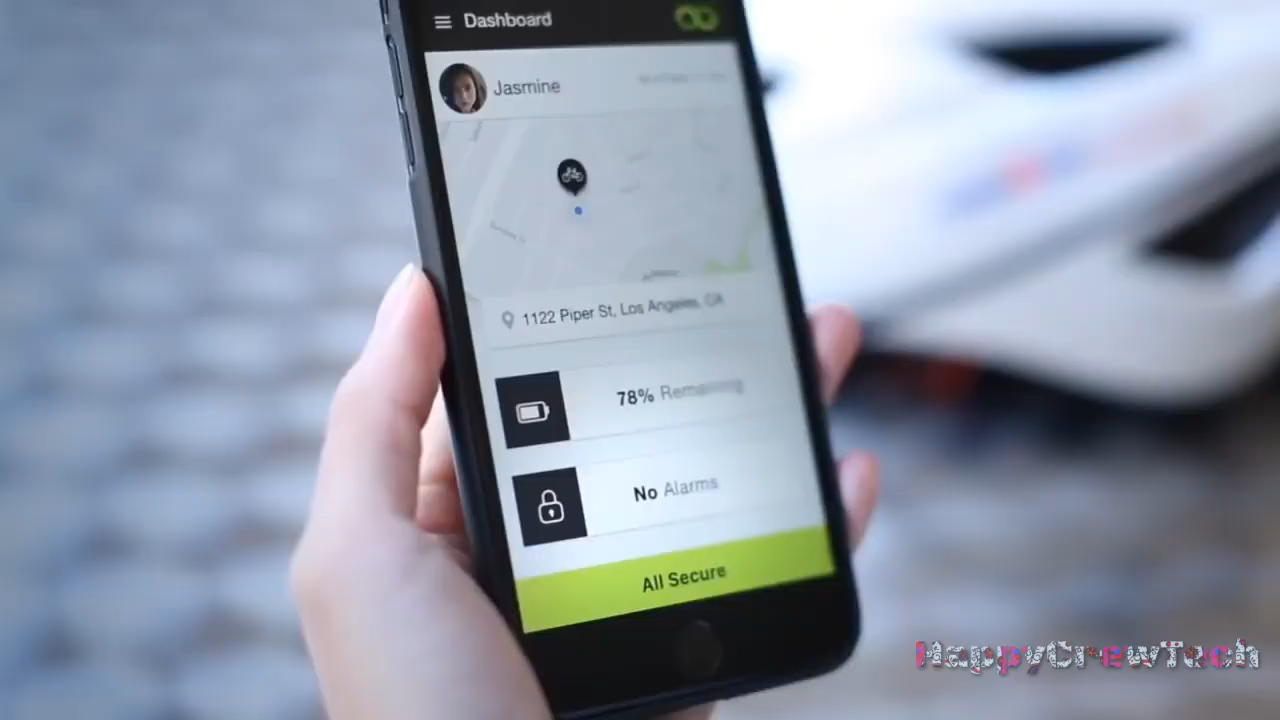 Dashboard
Jasmine
1122 Piper St, Los Angeles, CA
78% Remaining
No Alarms
All Secure
HappyCrewTech